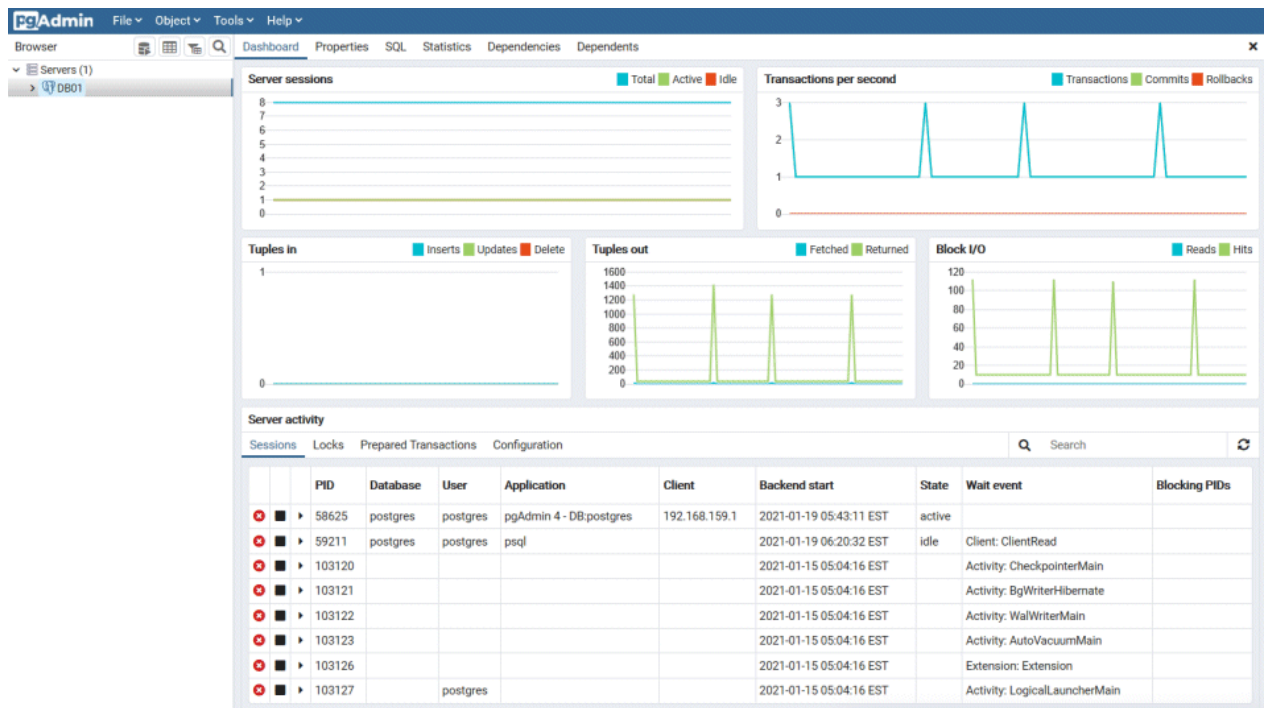 pgAdmin File Object Tools Help
Browser Dashboard Properties SQL Statistics Dependencies Dependents
Servers (1)
DB01
Server sessions Total Active Idle
8
7
6
5
4
3
2
1
0
Transactions per second Transactions Commits Rollbacks
3
2
1
0
Tuples in Inserts Updates Delete
1
0
Tuples out Fetched Returned
1600
1400
1200
1000
800
600
400
200
0
Block I/O Reads Hits
120
100
80
60
40
20
0
Server activity
Sessions Locks Prepared Transactions Configuration Search
PID Database User Application Client Backend start State Wait event Blocking PIDs
58625 postgres postgres pgAdmin 4 - DB:postgres 192.168.159.1 2021-01-19 05:43:11 EST active
59211 postgres postgres psql 2021-01-19 06:20:32 EST idle Client: ClientRead
103120 2021-01-15 05:04:16 EST Activity: CheckpointerMain
103121 2021-01-15 05:04:16 EST Activity: BgWriterHibernate
103122 2021-01-15 05:04:16 EST Activity: WalWriterMain
103123 2021-01-15 05:04:16 EST Activity: AutoVacuumMain
103126 2021-01-15 05:04:16 EST Extension: Extension
103127 postgres 2021-01-15 05:04:16 EST Activity: LogicalLauncherMain